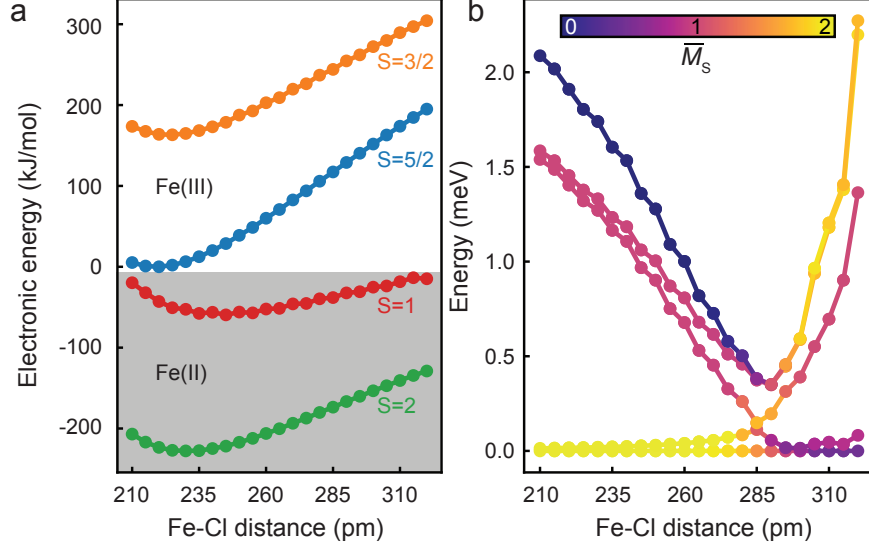 a
Electronic energy (kJ/mol)
300
200
100
0
-100
-200
S=3/2
S=5/2
Fe(III)
S=1
Fe(II)
S=2
210 235 260 285 310
Fe-Cl distance (pm)
b
0 1 2
M̅S
Energy (meV)
2.0
1.5
1.0
0.5
0.0
210 235 260 285 310
Fe-Cl distance (pm)